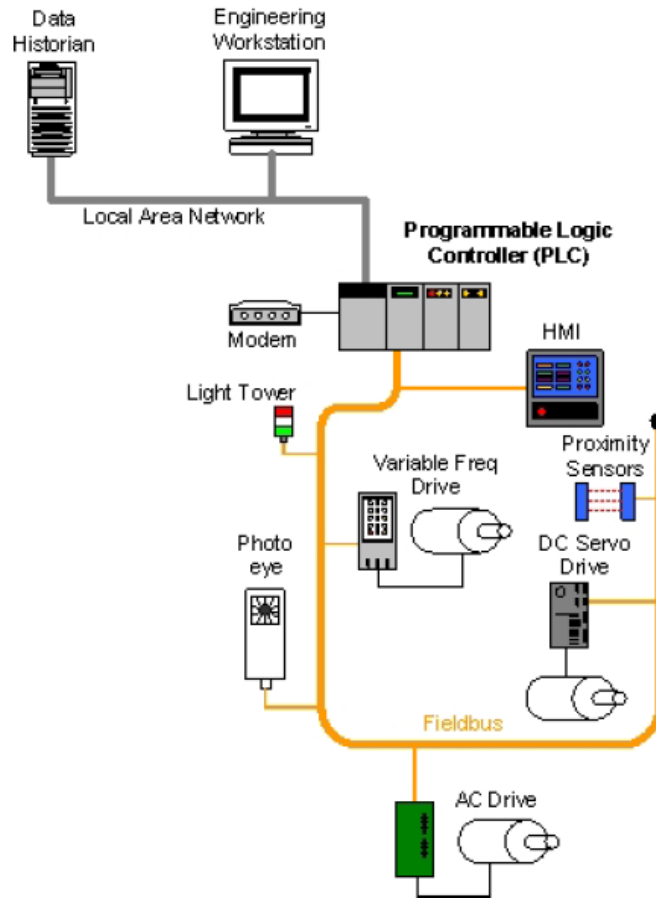 Data
Historian
Engineering
Workstation
Local Area Network
Programmable Logic
Controller (PLC)
Modem
HMI
Light Tower
Proximity
Sensors
Variable Freq
Drive
Photo
eye
DC Servo
Drive
Fieldbus
AC Drive